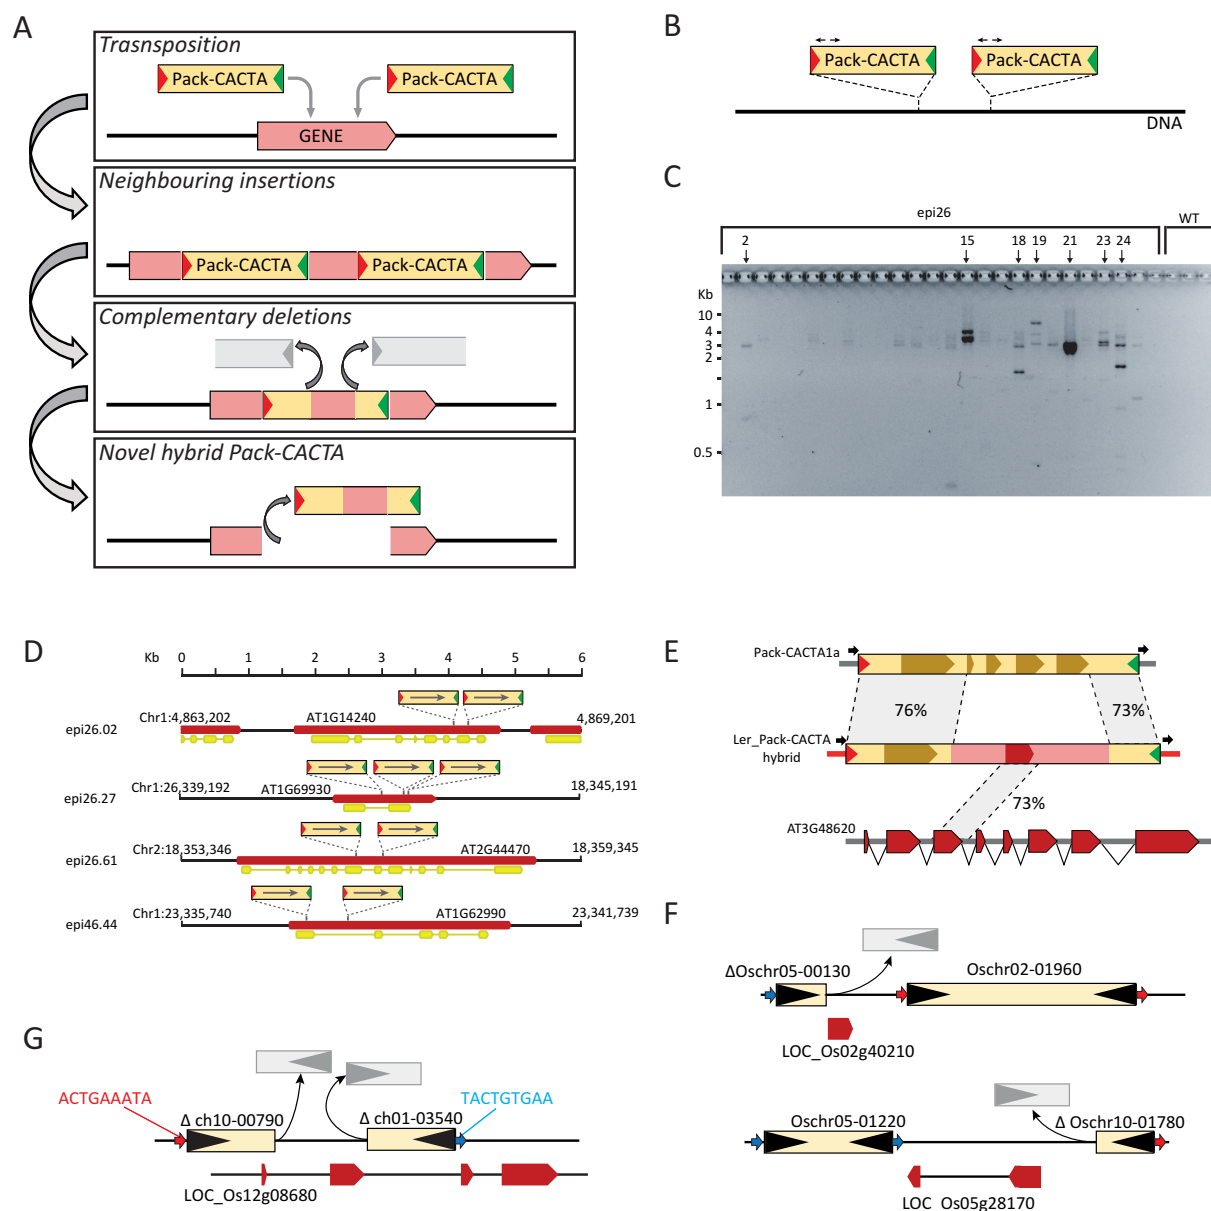 A
Trasnsposition
Pack-CACTA
Pack-CACTA
GENE
Neighbouring insertions
Pack-CACTA
Pack-CACTA
Complementary deletions
Novel hybrid Pack-CACTA
B
Pack-CACTA
Pack-CACTA
DNA
C
epi26
WT
2
15
18
19
21
23
24
Kb
10
4
3
2
1
0.5
D
Kb
0
1
2
3
4
5
6
Chr1:4,863,202
AT1G14240
4,869,201
epi26.02
Chr1:26,339,192
AT1G69930
18,345,191
epi26.27
Chr2:18,353,346
AT2G44470
18,359,345
epi26.61
Chr1:23,335,740
AT1G62990
23,341,739
epi46.44
E
Pack-CACTA1a
76%
73%
Ler_Pack-CACTA
hybrid
73%
AT3G48620
F
ΔOschr05-00130
Oschr02-01960
LOC_Os02g40210
Oschr05-01220
Δ Oschr10-01780
LOC_Os05g28170
G
ACTGAAATA
TACTGTGAA
Δ ch10-00790
Δ ch01-03540
LOC_Os12g08680